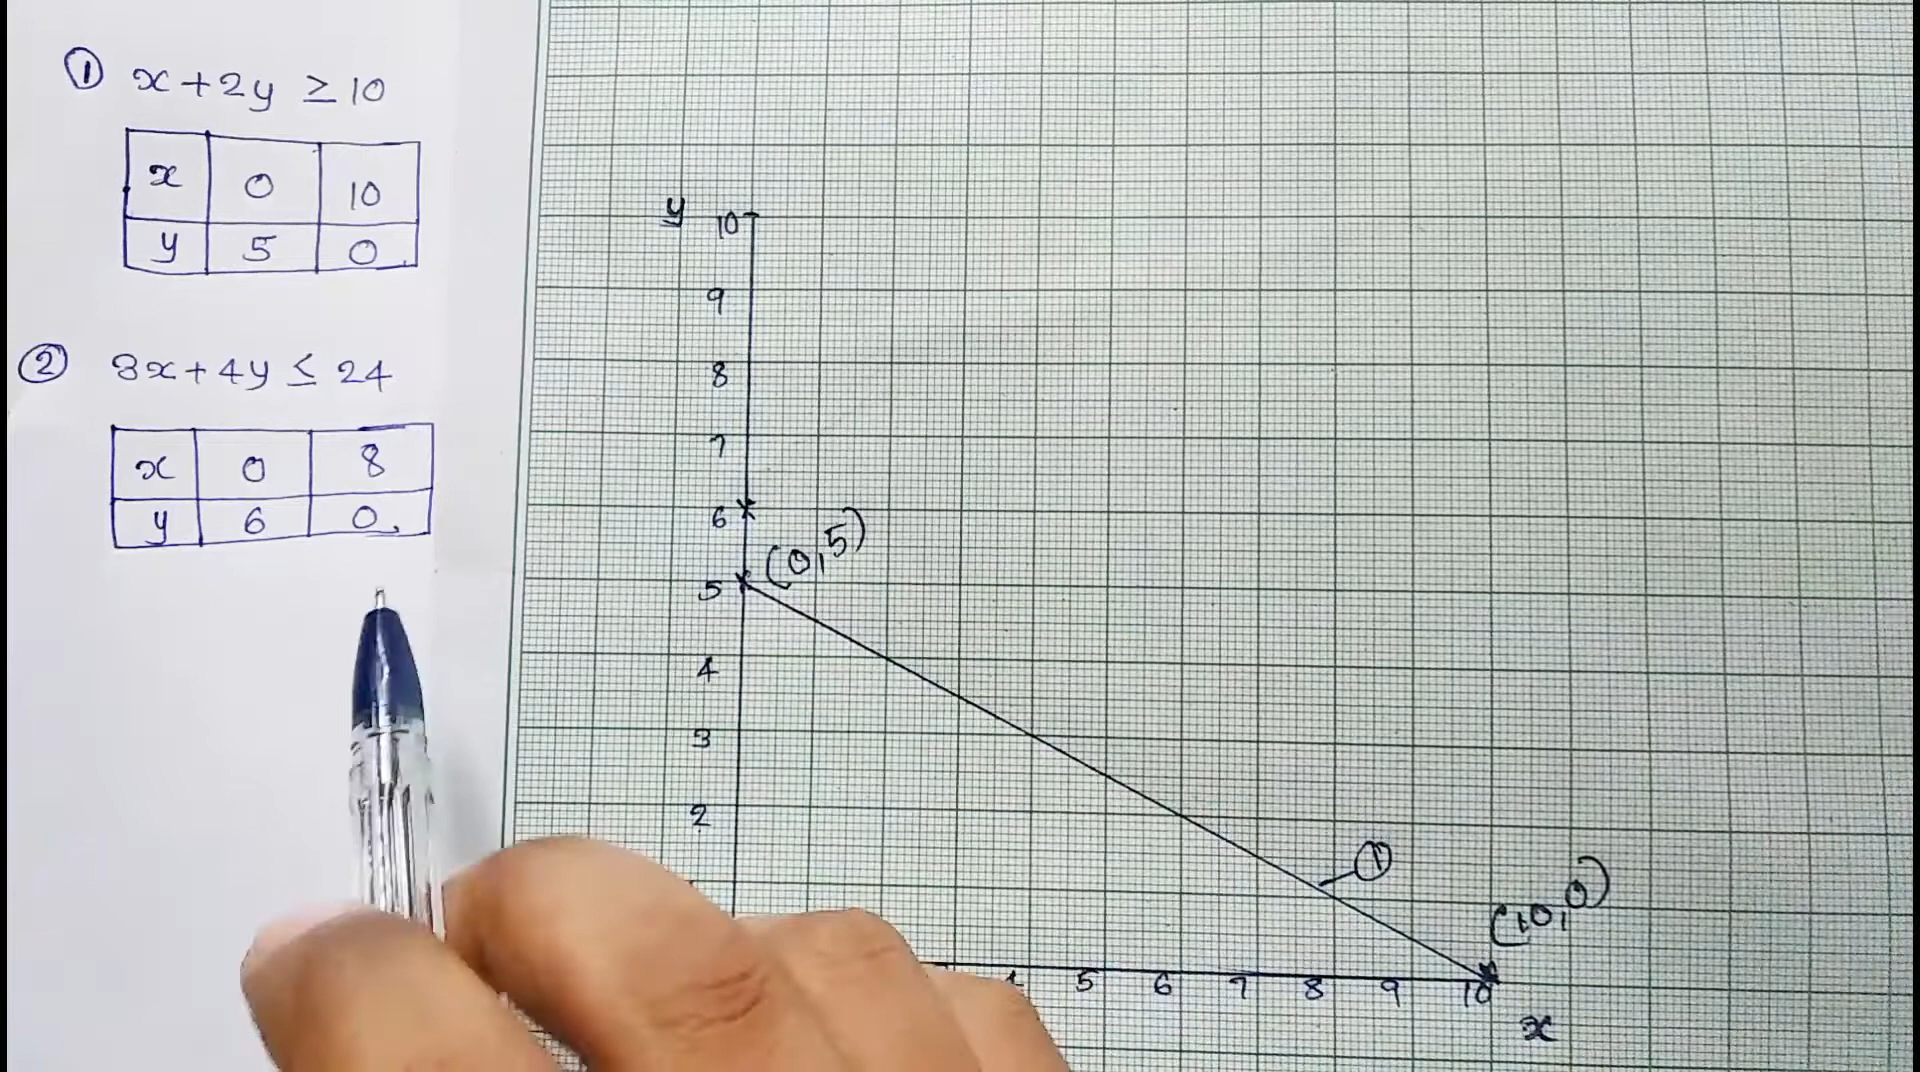 ① x + 2y ≥ 10
x 0 10
y 5 0
② 3x + 4y ≤ 24
x 0 8
y 6 0
y
10
9
8
7
6
(0,5)
5
4
3
2
①
(10,0)
5 6 7 8 9 10
x